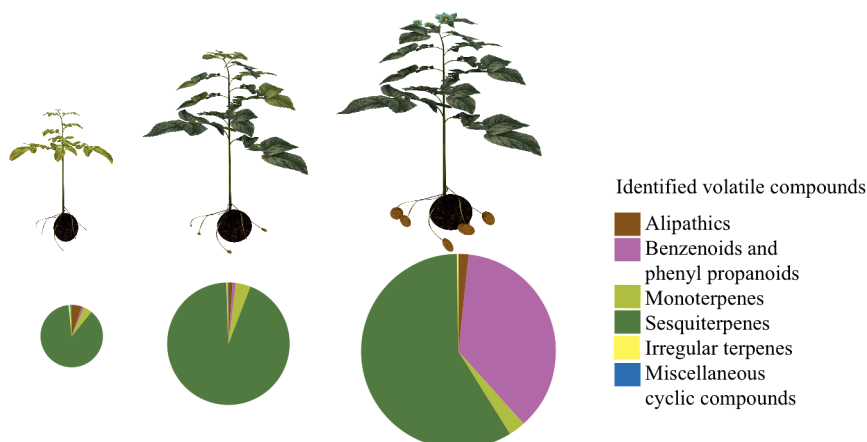 Identified volatile compounds
Alipathics
Benzenoids and
phenyl propanoids
Monoterpenes
Sesquiterpenes
Irregular terpenes
Miscellaneous
cyclic compounds